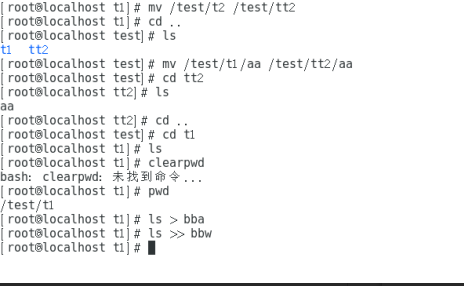 [root@localhost t1]# mv /test/t2 /test/tt2
[root@localhost t1]# cd ..
[root@localhost test]# ls
t1  tt2
[root@localhost test]# mv /test/t1/aa /test/tt2/aa
[root@localhost test]# cd tt2
[root@localhost tt2]# ls
aa
[root@localhost tt2]# cd ..
[root@localhost test]# cd t1
[root@localhost t1]# ls
[root@localhost t1]# clearpwd
bash: clearpwd: 未找到命令...
[root@localhost t1]# pwd
/test/t1
[root@localhost t1]# ls > bba
[root@localhost t1]# ls >> bbw
[root@localhost t1]#